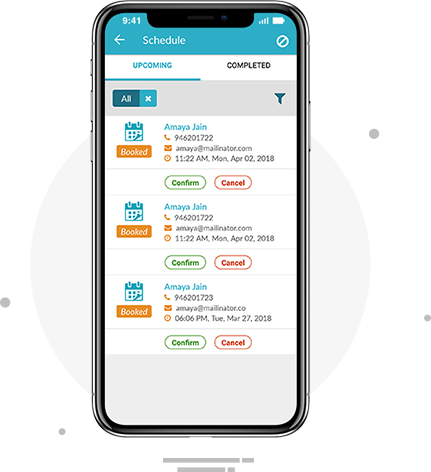 9:41
Schedule
UPCOMING COMPLETED
All
Amaya Jain
946201722
Booked amaya@mailinator.com
11:22 AM, Mon, Apr 02, 2018
Confirm Cancel
Amaya Jain
946201722
Booked amaya@mailinator.com
11:22 AM, Mon, Apr 02, 2018
Confirm Cancel
Amaya Jain
946201723
Booked amaya@mailinator.co
06:06 PM, Tue, Mar 27, 2018
Confirm Cancel